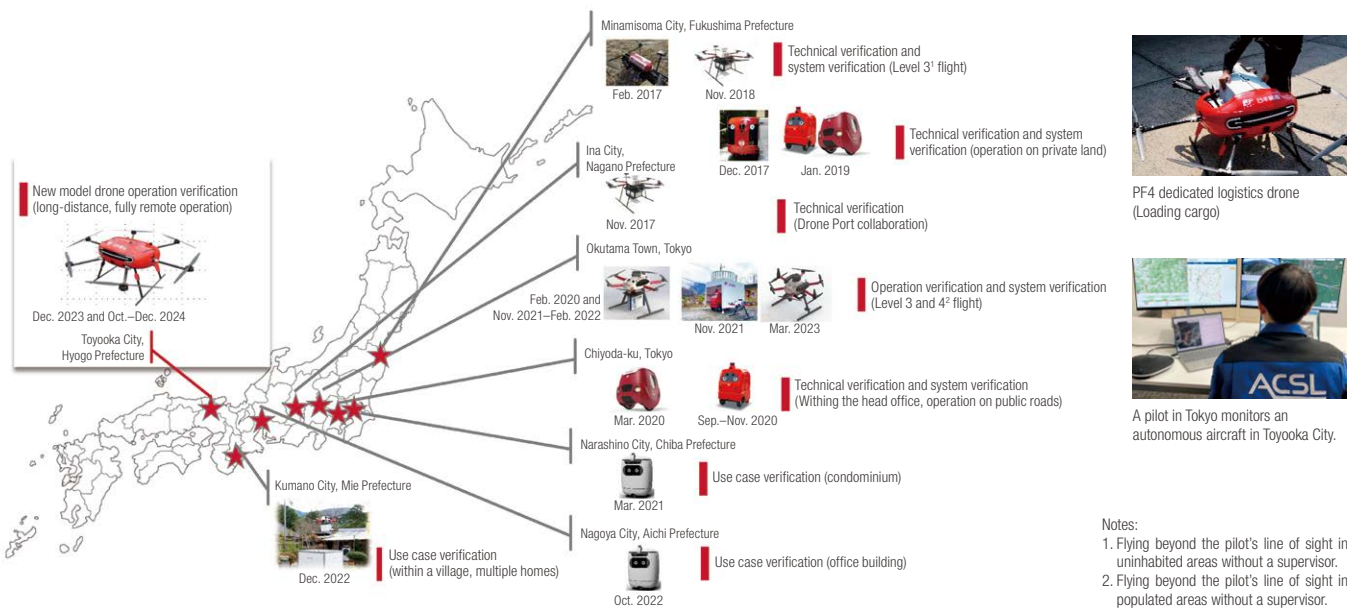 Minamisoma City, Fukushima Prefecture
Feb. 2017
Nov. 2018
Technical verification and
system verification (Level 3¹ flight)
Dec. 2017
Jan. 2019
Technical verification and system
verification (operation on private land)
Ina City,
Nagano Prefecture
Nov. 2017
Technical verification
(Drone Port collaboration)
Okutama Town, Tokyo
Feb. 2020 and
Nov. 2021–Feb. 2022
Nov. 2021
Mar. 2023
Operation verification and system verification
(Level 3 and 4² flight)
New model drone operation verification
(long-distance, fully remote operation)
Dec. 2023 and Oct.–Dec. 2024
Toyooka City,
Hyogo Prefecture
Chiyoda-ku, Tokyo
Mar. 2020
Sep.–Nov. 2020
Technical verification and system verification
(Withing the head office, operation on public roads)
Narashino City, Chiba Prefecture
Mar. 2021
Use case verification (condominium)
Kumano City, Mie Prefecture
Dec. 2022
Use case verification
(within a village, multiple homes)
Nagoya City, Aichi Prefecture
Oct. 2022
Use case verification (office building)
PF4 dedicated logistics drone
(Loading cargo)
ACSL
A pilot in Tokyo monitors an
autonomous aircraft in Toyooka City.
Notes:
1. Flying beyond the pilot's line of sight in
uninhabited areas without a supervisor.
2. Flying beyond the pilot's line of sight in
populated areas without a supervisor.